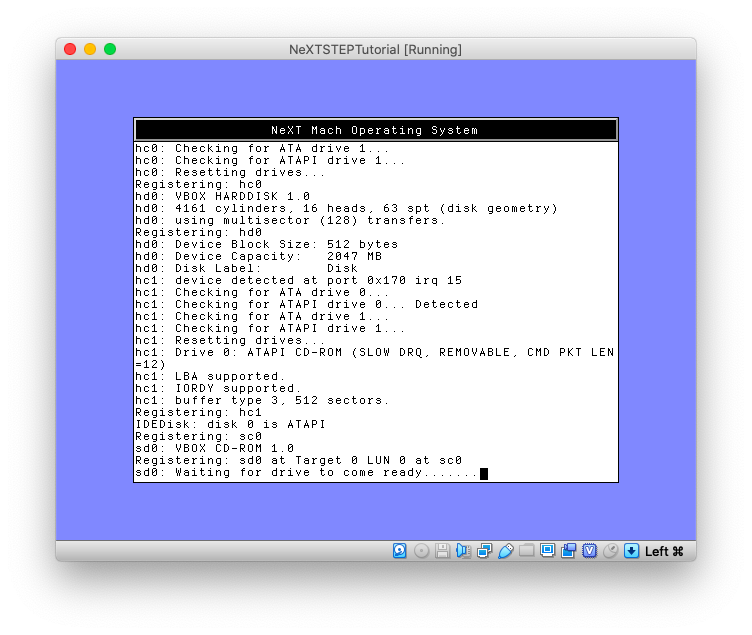 NeXTSTEPTutorial [Running]
NeXT Mach Operating System
hc0: Checking for ATA drive 1...
hc0: Checking for ATAPI drive 1...
hc0: Resetting drives...
Registering: hc0
hd0: VBOX HARDDISK 1.0
hd0: 4161 cylinders, 16 heads, 63 spt (disk geometry)
hd0: using multisector (128) transfers.
Registering: hd0
hd0: Device Block Size: 512 bytes
hd0: Device Capacity:   2047 MB
hd0: Disk Label:        Disk
hc1: device detected at port 0x170 irq 15
hc1: Checking for ATA drive 0...
hc1: Checking for ATAPI drive 0... Detected
hc1: Checking for ATA drive 1...
hc1: Checking for ATAPI drive 1...
hc1: Resetting drives...
hc1: Drive 0: ATAPI CD-ROM (SLOW DRQ, REMOVABLE, CMD PKT LEN
=12)
hc1: LBA supported.
hc1: IORDY supported.
hc1: buffer type 3, 512 sectors.
Registering: hc1
IDEDisk: disk 0 is ATAPI
Registering: sc0
sd0: VBOX CD-ROM 1.0
Registering: sd0 at Target 0 LUN 0 at sc0
sd0: Waiting for drive to come ready.......
Left ⌘